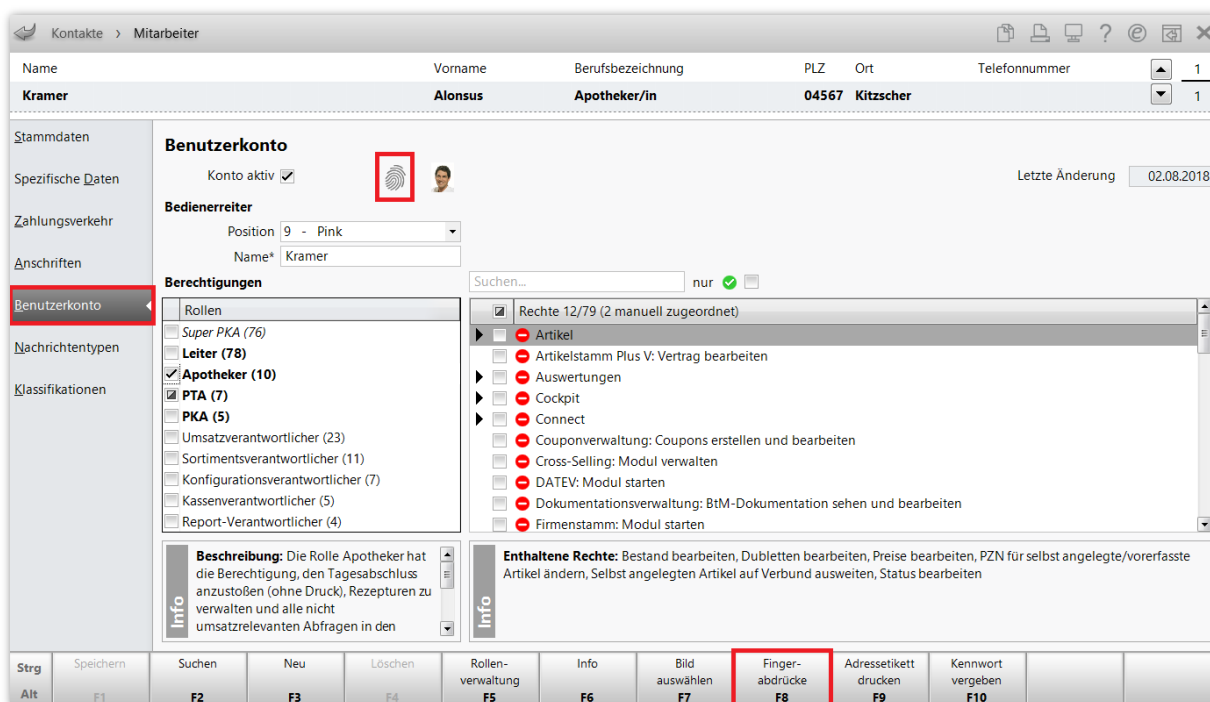 Kontakte > Mitarbeiter
Name Vorname Berufsbezeichnung PLZ Ort Telefonnummer 1
Kramer Alonsus Apotheker/in 04567 Kitzscher 1
Stammdaten
Spezifische Daten
Zahlungsverkehr
Anschriften
Benutzerkonto
Nachrichtentypen
Klassifikationen
Benutzerkonto
Konto aktiv
Letzte Änderung 02.08.2018
Bedienerreiter
Position 9 - Pink
Name* Kramer
Berechtigungen
Suchen... nur
Rollen
Super PKA (76)
Leiter (78)
Apotheker (10)
PTA (7)
PKA (5)
Umsatzverantwortlicher (23)
Sortimentsverantwortlicher (11)
Konfigurationsverantwortlicher (7)
Kassenverantwortlicher (5)
Report-Verantwortlicher (4)
Rechte 12/79 (2 manuell zugeordnet)
Artikel
Artikelstamm Plus V: Vertrag bearbeiten
Auswertungen
Cockpit
Connect
Couponverwaltung: Coupons erstellen und bearbeiten
Cross-Selling: Modul verwalten
DATEV: Modul starten
Dokumentationsverwaltung: BtM-Dokumentation sehen und bearbeiten
Firmenstamm: Modul starten
Info
Beschreibung: Die Rolle Apotheker hat
die Berechtigung, den Tagesabschluss
anzustoßen (ohne Druck), Rezepturen zu
verwalten und alle nicht
umsatzrelevanten Abfragen in den
Info
Enthaltene Rechte: Bestand bearbeiten, Dubletten bearbeiten, Preise bearbeiten, PZN für selbst angelegte/vorerfasste
Artikel ändern, Selbst angelegten Artikel auf Verbund ausweiten, Status bearbeiten
Strg
Alt
Speichern
F1
Suchen
F2
Neu
F3
Löschen
F4
Rollen-
verwaltung
F5
Info
F6
Bild
auswählen
F7
Finger-
abdrücke
F8
Adressetikett
drucken
F9
Kennwort
vergeben
F10